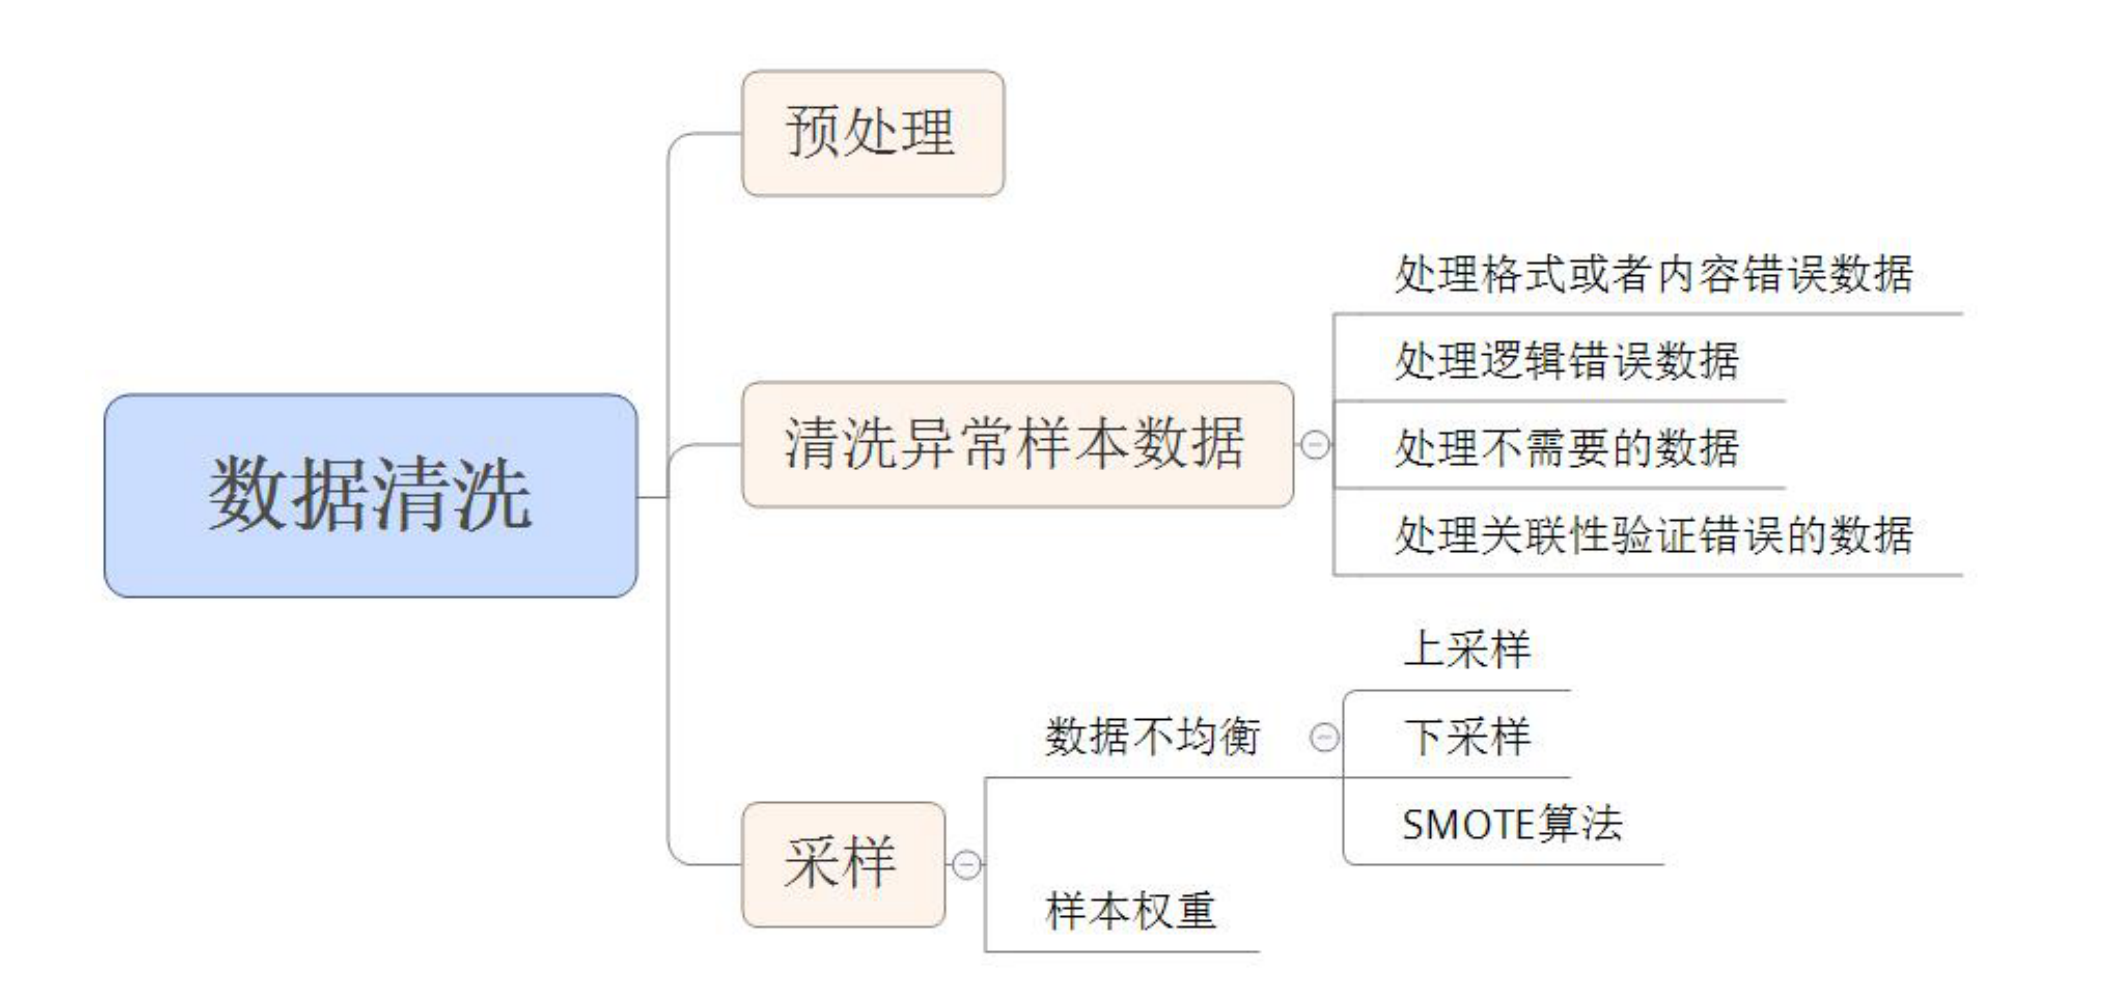 数据清洗
预处理
清洗异常样本数据
处理格式或者内容错误数据
处理逻辑错误数据
处理不需要的数据
处理关联性验证错误的数据
采样
数据不均衡
上采样
下采样
SMOTE算法
样本权重